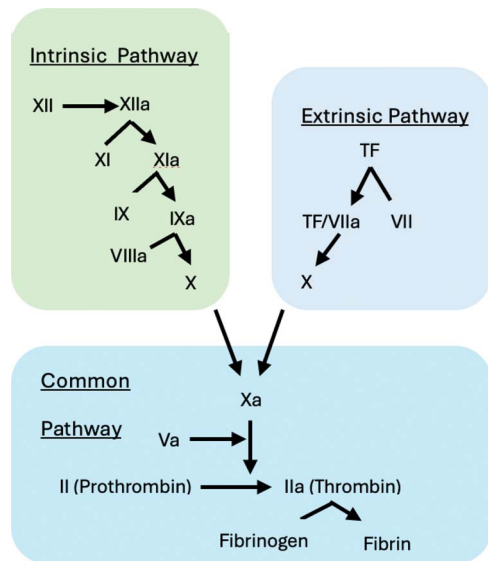 Intrinsic Pathway
XII
XIIa
XI
XIa
IX
IXa
VIIIa
X
Extrinsic Pathway
TF
TF/VIIa
VII
X
Common
Pathway
Xa
Va
II (Prothrombin)
IIa (Thrombin)
Fibrinogen
Fibrin